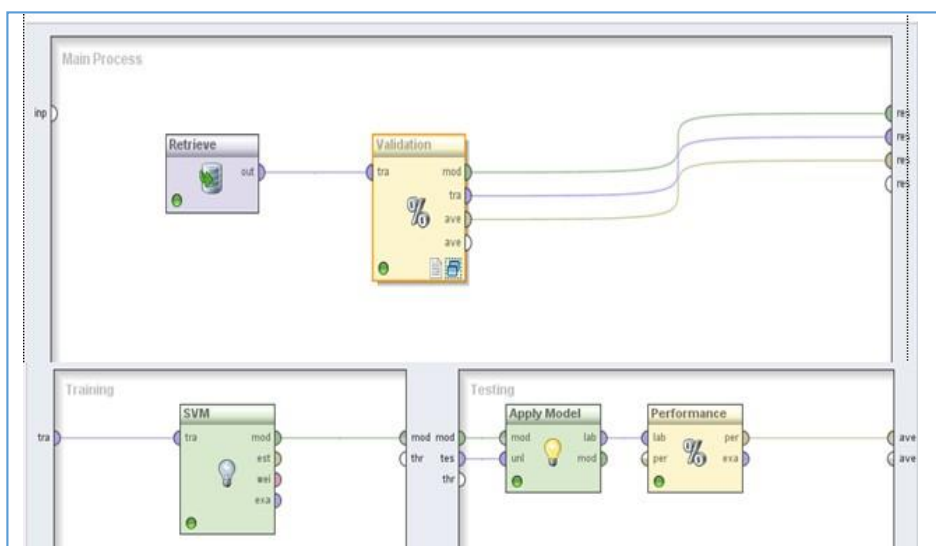 Main Process
inp
res
res
res
res
Retrieve
out
Validation
tra
mod
tra
ave
ave
Training
tra
SVM
tra
mod
est
wei
exa
mod
thr
Testing
mod
tes
thr
Apply Model
mod
unl
lab
mod
Performance
lab
per
per
exa
ave
ave